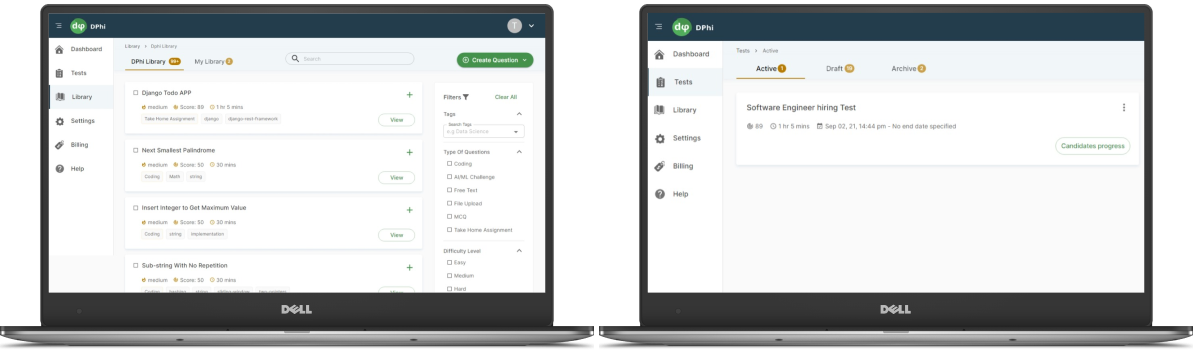 dφ DPhi
T
Dashboard
Tests
Library
Settings
Billing
Help
Library > Dphi Library
DPhi Library 99+ My Library
Search
Create Question
Django Todo APP
medium Score: 89 1 hr 5 mins
Take Home Assignment django django-rest-framework
View
Next Smallest Palindrome
medium Score: 50 30 mins
Coding Math string
View
Insert Integer to Get Maximum Value
medium Score: 50 30 mins
Coding string implementation
View
Sub-string With No Repetition
medium Score: 50 30 mins
Filters Clear All
Tags
Search Tags
e.g Data Science
Type Of Questions
Coding
AI/ML Challenge
Free Text
File Upload
MCQ
Take Home Assignment
Difficulty Level
Easy
Medium
Hard
DELL
dφ DPhi
Dashboard
Tests
Library
Settings
Billing
Help
Tests > Active
Active 1 Draft Archive
Software Engineer hiring Test
89 1 hr 5 mins Sep 02, 21, 14:44 pm - No end date specified
Candidates progress
DELL